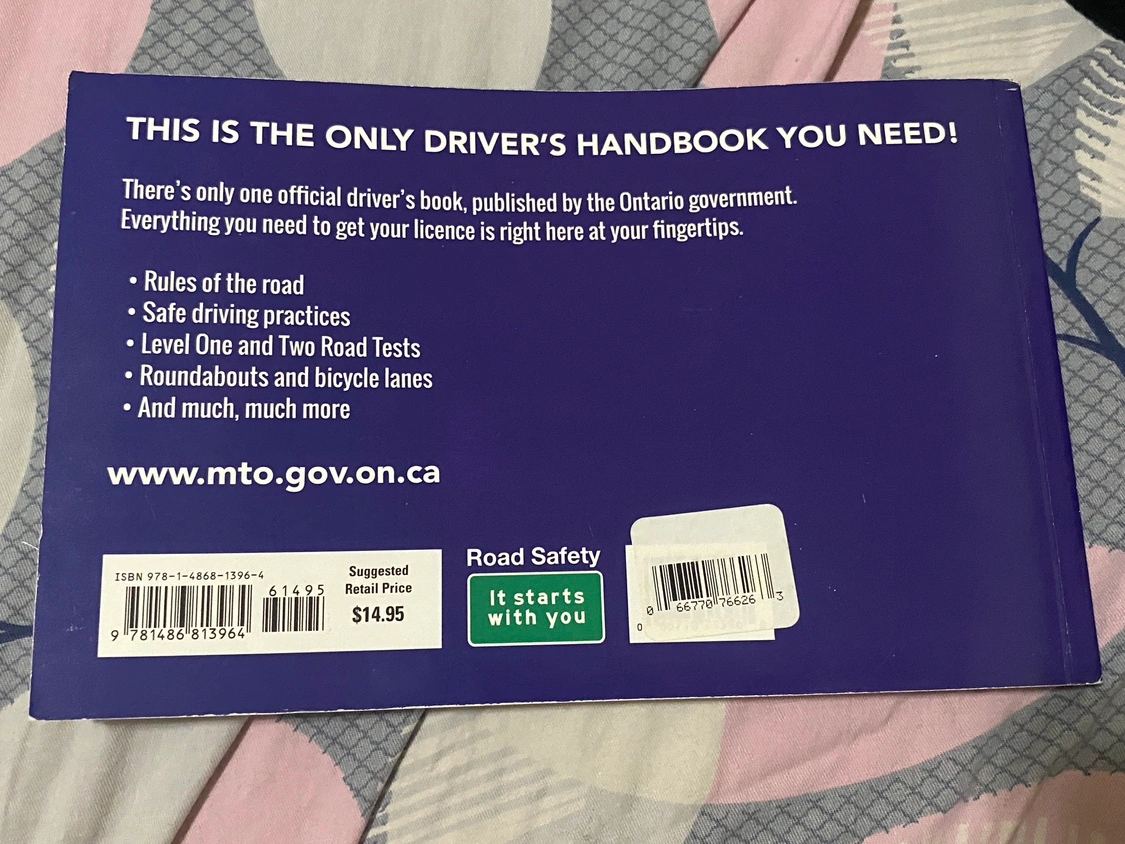 THIS IS THE ONLY DRIVER'S HANDBOOK YOU NEED!
There's only one official driver's book, published by the Ontario government.
Everything you need to get your licence is right here at your fingertips.
• Rules of the road
• Safe driving practices
• Level One and Two Road Tests
• Roundabouts and bicycle lanes
• And much, much more
www.mto.gov.on.ca
ISBN 978-1-4868-1396-4
61495
9 781486 813964
Suggested
Retail Price
$14.95
Road Safety
It starts
with you
0 66770 76626 3
0